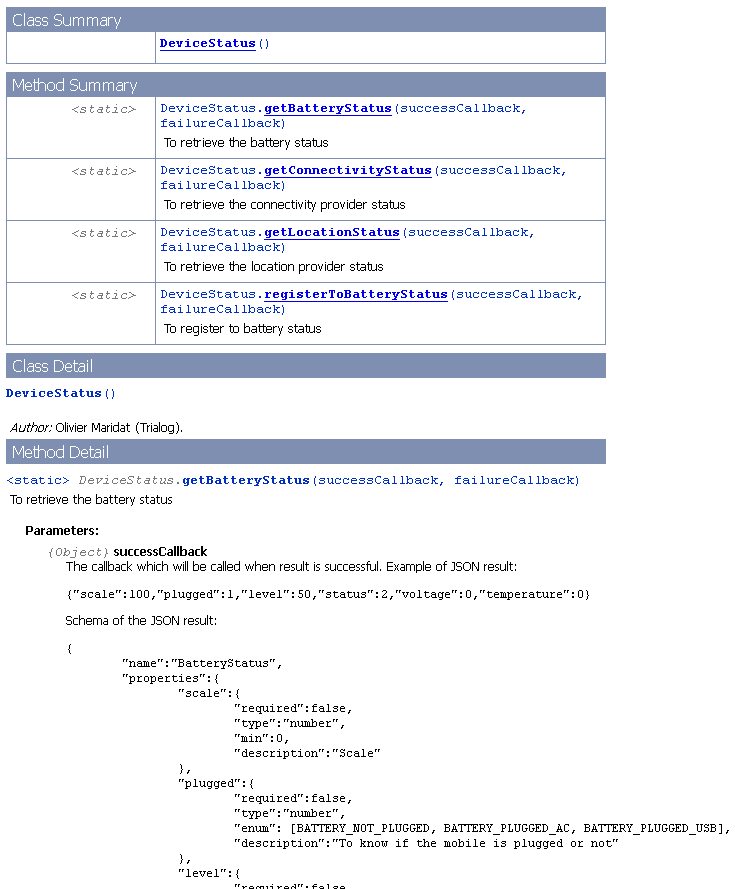 Class Summary
DeviceStatus()
Method Summary
<static> DeviceStatus.getBatteryStatus(successCallback,
failureCallback)
To retrieve the battery status
<static> DeviceStatus.getConnectivityStatus(successCallback,
failureCallback)
To retrieve the connectivity provider status
<static> DeviceStatus.getLocationStatus(successCallback,
failureCallback)
To retrieve the location provider status
<static> DeviceStatus.registerToBatteryStatus(successCallback,
failureCallback)
To register to battery status
Class Detail
DeviceStatus()
Author: Olivier Maridat (Trialog).
Method Detail
<static> DeviceStatus.getBatteryStatus(successCallback, failureCallback)
To retrieve the battery status
Parameters:
{Object} successCallback
The callback which will be called when result is successful. Example of JSON result:
{"scale":100,"plugged":1,"level":50,"status":2,"voltage":0,"temperature":0}
Schema of the JSON result:
{
"name":"BatteryStatus",
"properties":{
"scale":{
"required":false,
"type":"number",
"min":0,
"description":"Scale"
},
"plugged":{
"required":false,
"type":"number",
"enum": [BATTERY_NOT_PLUGGED, BATTERY_PLUGGED_AC, BATTERY_PLUGGED_USB],
"description":"To know if the mobile is plugged or not"
},
"level":{
"required":false,